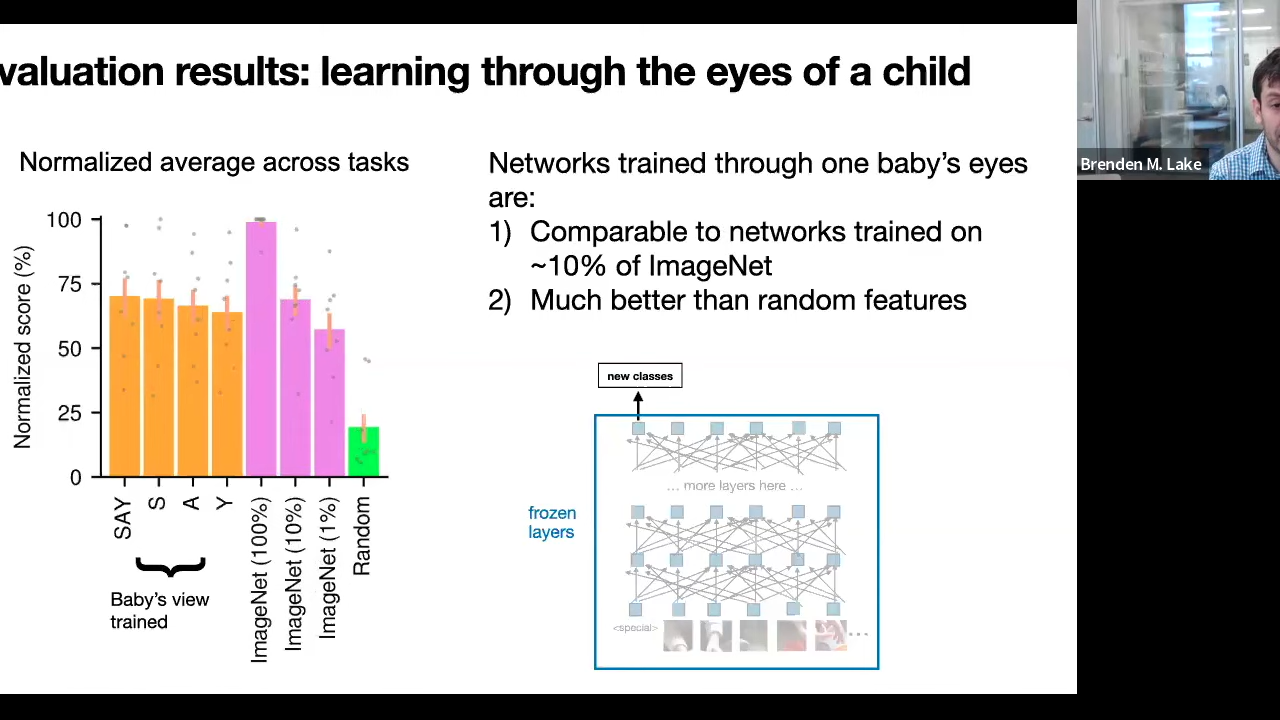 valuation results: learning through the eyes of a child
Normalized average across tasks
Normalized score (%)
100
75
50
25
0
SAY
S
A
Y
ImageNet (100%)
ImageNet (10%)
ImageNet (1%)
Random
Baby's view
trained
Networks trained through one baby's eyes
are:
1) Comparable to networks trained on
~10% of ImageNet
2) Much better than random features
new classes
... more layers here ...
frozen
layers
<special>
...
Brenden M. Lake